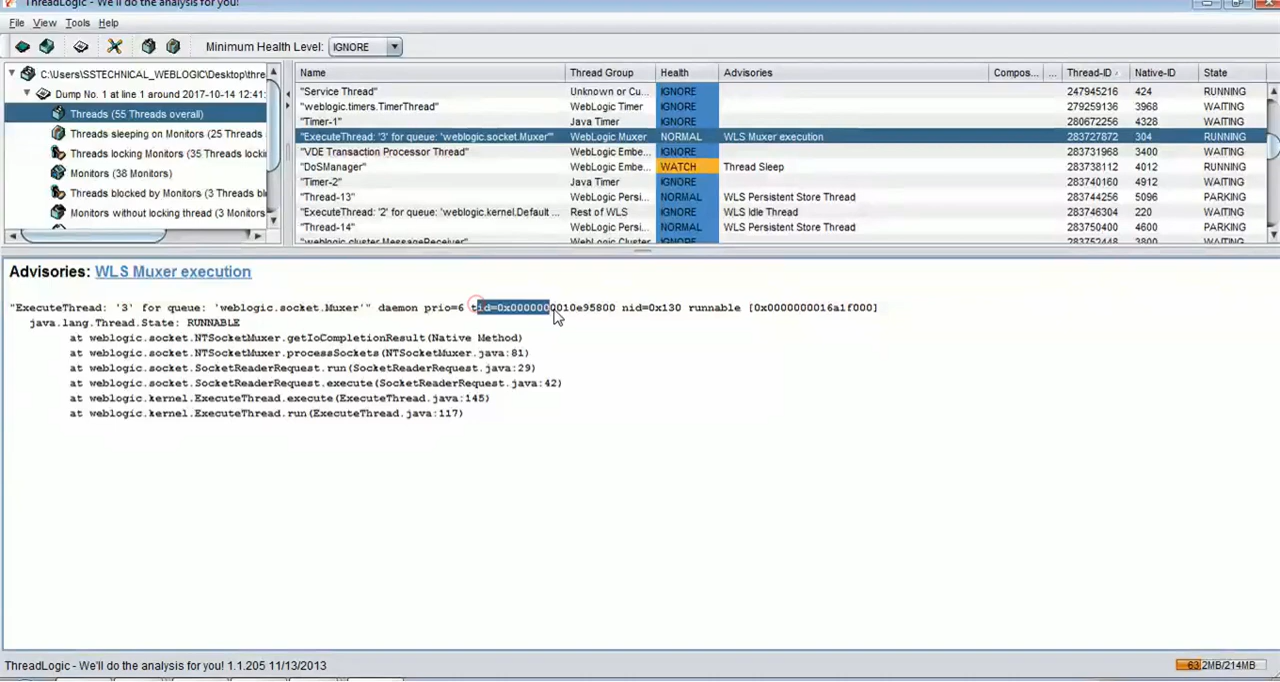 ThreadLogic - We'll do the analysis for you!
File View Tools Help
Minimum Health Level: IGNORE
C:\Users\SSTECHNICAL_WEBLOGIC\Desktop\thre
Dump No. 1 at line 1 around 2017-10-14 12:41:
Threads (55 Threads overall)
Threads sleeping on Monitors (25 Threads
Threads locking Monitors (35 Threads locki
Monitors (38 Monitors)
Threads blocked by Monitors (3 Threads bl
Monitors without locking thread (3 Monitors
Name Thread Group Health Advisories Compos... ... Thread-ID Native-ID State
"Service Thread" Unknown or Cu... IGNORE 247945216 424 RUNNING
"weblogic.timers.TimerThread" WebLogic Timer IGNORE 279259136 3968 WAITING
"Timer-1" Java Timer IGNORE 280672256 4328 WAITING
"ExecuteThread: '3' for queue: 'weblogic.socket.Muxer'" WebLogic Muxer NORMAL WLS Muxer execution 283727872 304 RUNNING
"VDE Transaction Processor Thread" WebLogic Embe... IGNORE 283731968 3400 WAITING
"DoSManager" WebLogic Embe... WATCH Thread Sleep 283738112 4012 RUNNING
"Timer-2" Java Timer IGNORE 283740160 4912 WAITING
"Thread-13" WebLogic Persi... NORMAL WLS Persistent Store Thread 283744256 5096 PARKING
"ExecuteThread: '2' for queue: 'weblogic.kernel.Default ... Rest of WLS IGNORE WLS Idle Thread 283746304 220 WAITING
"Thread-14" WebLogic Persi... NORMAL WLS Persistent Store Thread 283750400 4600 PARKING
"weblogic.cluster.MessageReceiver" WebLogic Cluster IGNORE 283752448 3800 WAITING
Advisories: WLS Muxer execution
"ExecuteThread: '3' for queue: 'weblogic.socket.Muxer'" daemon prio=6 tid=0x0000000010e95800 nid=0x130 runnable [0x0000000016a1f000]
java.lang.Thread.State: RUNNABLE
at weblogic.socket.NTSocketMuxer.getIoCompletionResult(Native Method)
at weblogic.socket.NTSocketMuxer.processSockets(NTSocketMuxer.java:81)
at weblogic.socket.SocketReaderRequest.run(SocketReaderRequest.java:29)
at weblogic.socket.SocketReaderRequest.execute(SocketReaderRequest.java:42)
at weblogic.kernel.ExecuteThread.execute(ExecuteThread.java:145)
at weblogic.kernel.ExecuteThread.run(ExecuteThread.java:117)
ThreadLogic - We'll do the analysis for you! 1.1.205 11/13/2013
63.2MB/214MB